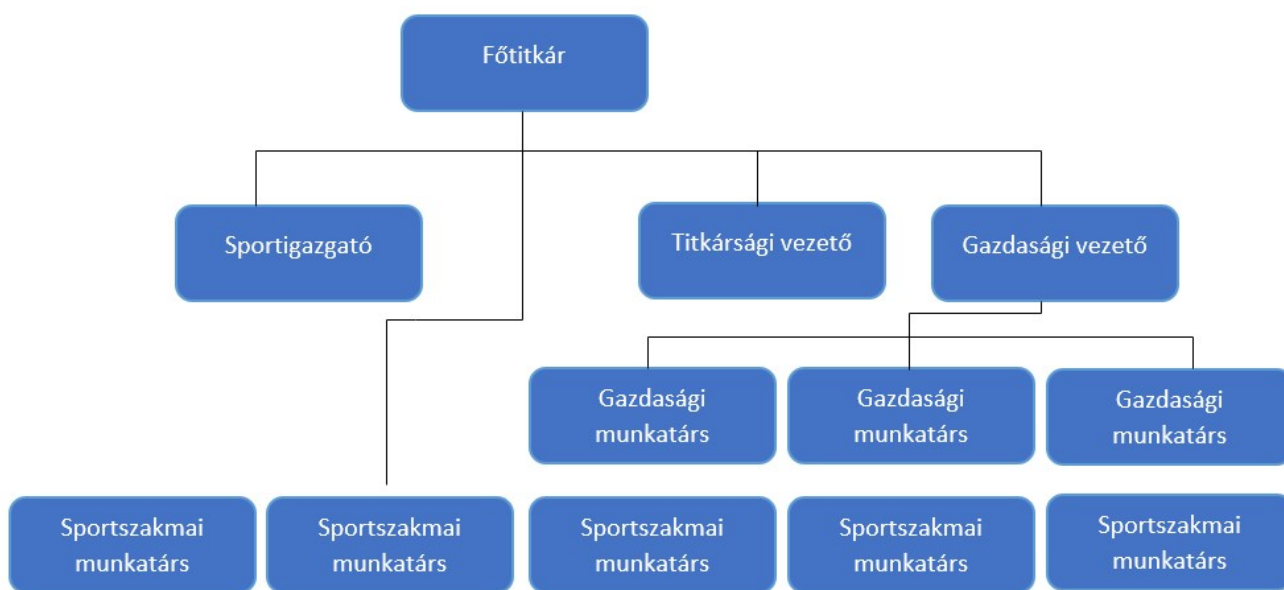 Főtitkár
Sportigazgató
Titkársági vezető
Gazdasági vezető
Gazdasági
munkatárs
Gazdasági
munkatárs
Gazdasági
munkatárs
Sportszakmai
munkatárs
Sportszakmai
munkatárs
Sportszakmai
munkatárs
Sportszakmai
munkatárs
Sportszakmai
munkatárs